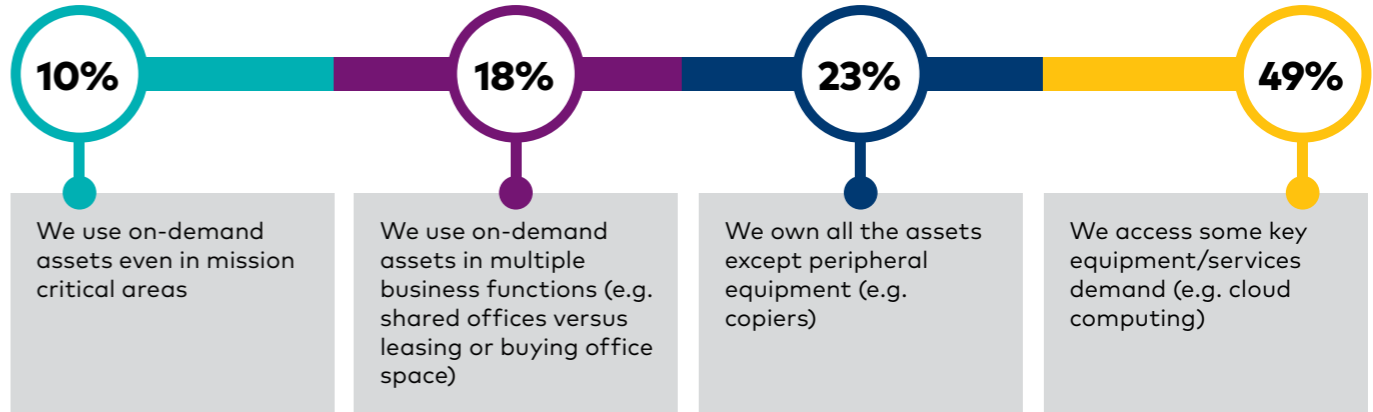 10%
18%
23%
49%
We use on-demand
assets even in mission
critical areas
We use on-demand
assets in multiple
business functions (e.g.
shared offices versus
leasing or buying office
space)
We own all the assets
except peripheral
equipment (e.g.
copiers)
We access some key
equipment/services
demand (e.g. cloud
computing)